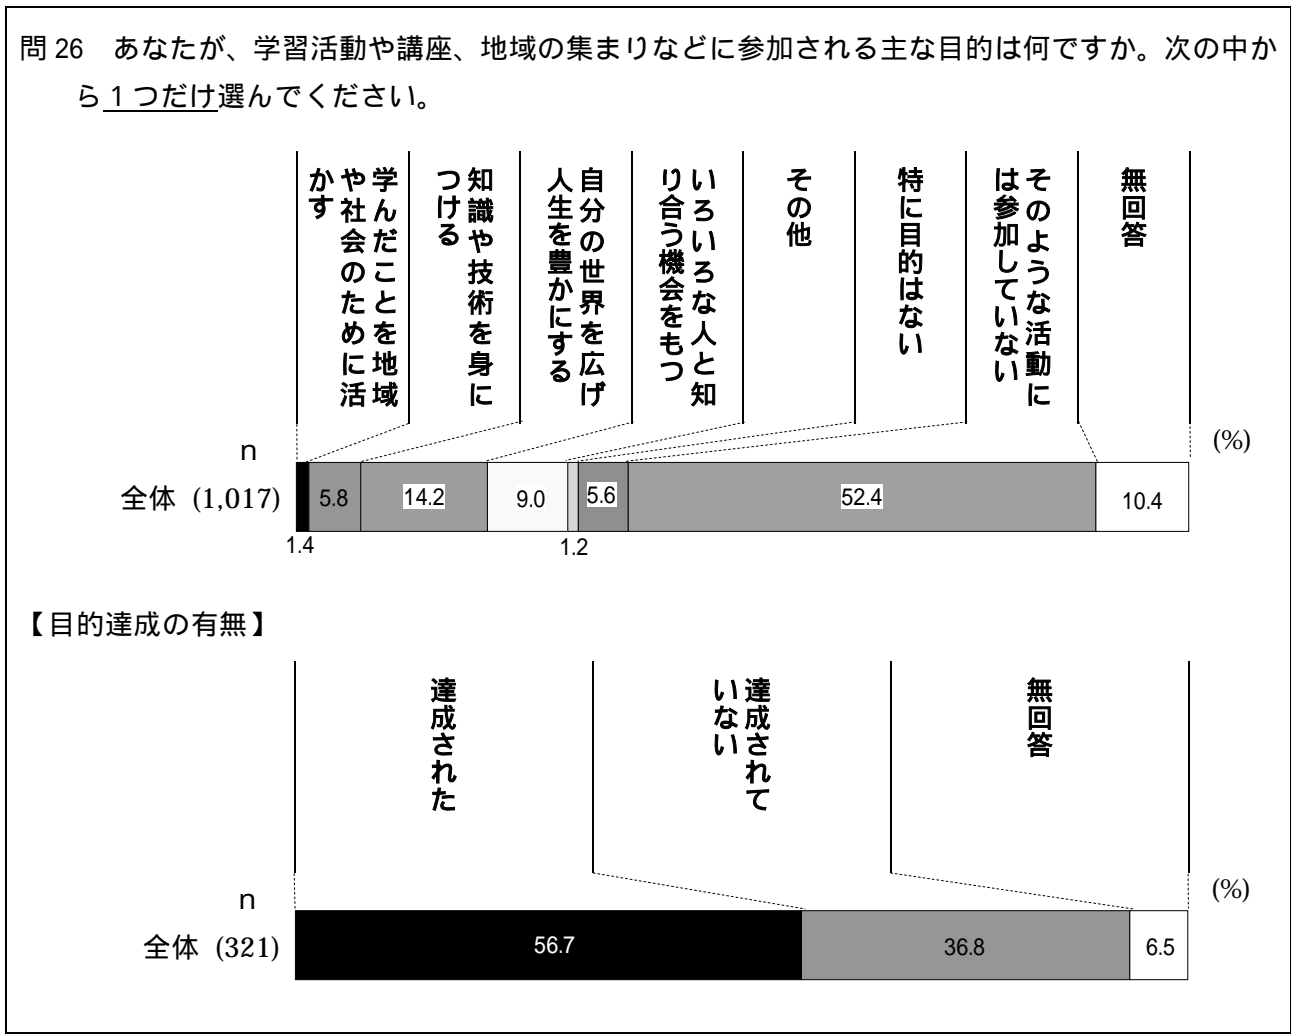 問 26　あなたが、学習活動や講座、地域の集まりなどに参加される主な目的は何ですか。次の中か
ら１つだけ選んでください。
学んだことを地域
や社会のために活
かす
知識や技術を身に
つける
自分の世界を広げ
人生を豊かにする
いろいろな人と知
り合う機会をもつ
その他
特に目的はない
そのような活動に
は参加していない
無回答
(%)
n
全体 (1,017)
5.8
14.2
9.0
5.6
52.4
10.4
1.4
1.2
【目的達成の有無】
達成された
達成されて
いない
無回答
(%)
n
全体 (321)
56.7
36.8
6.5